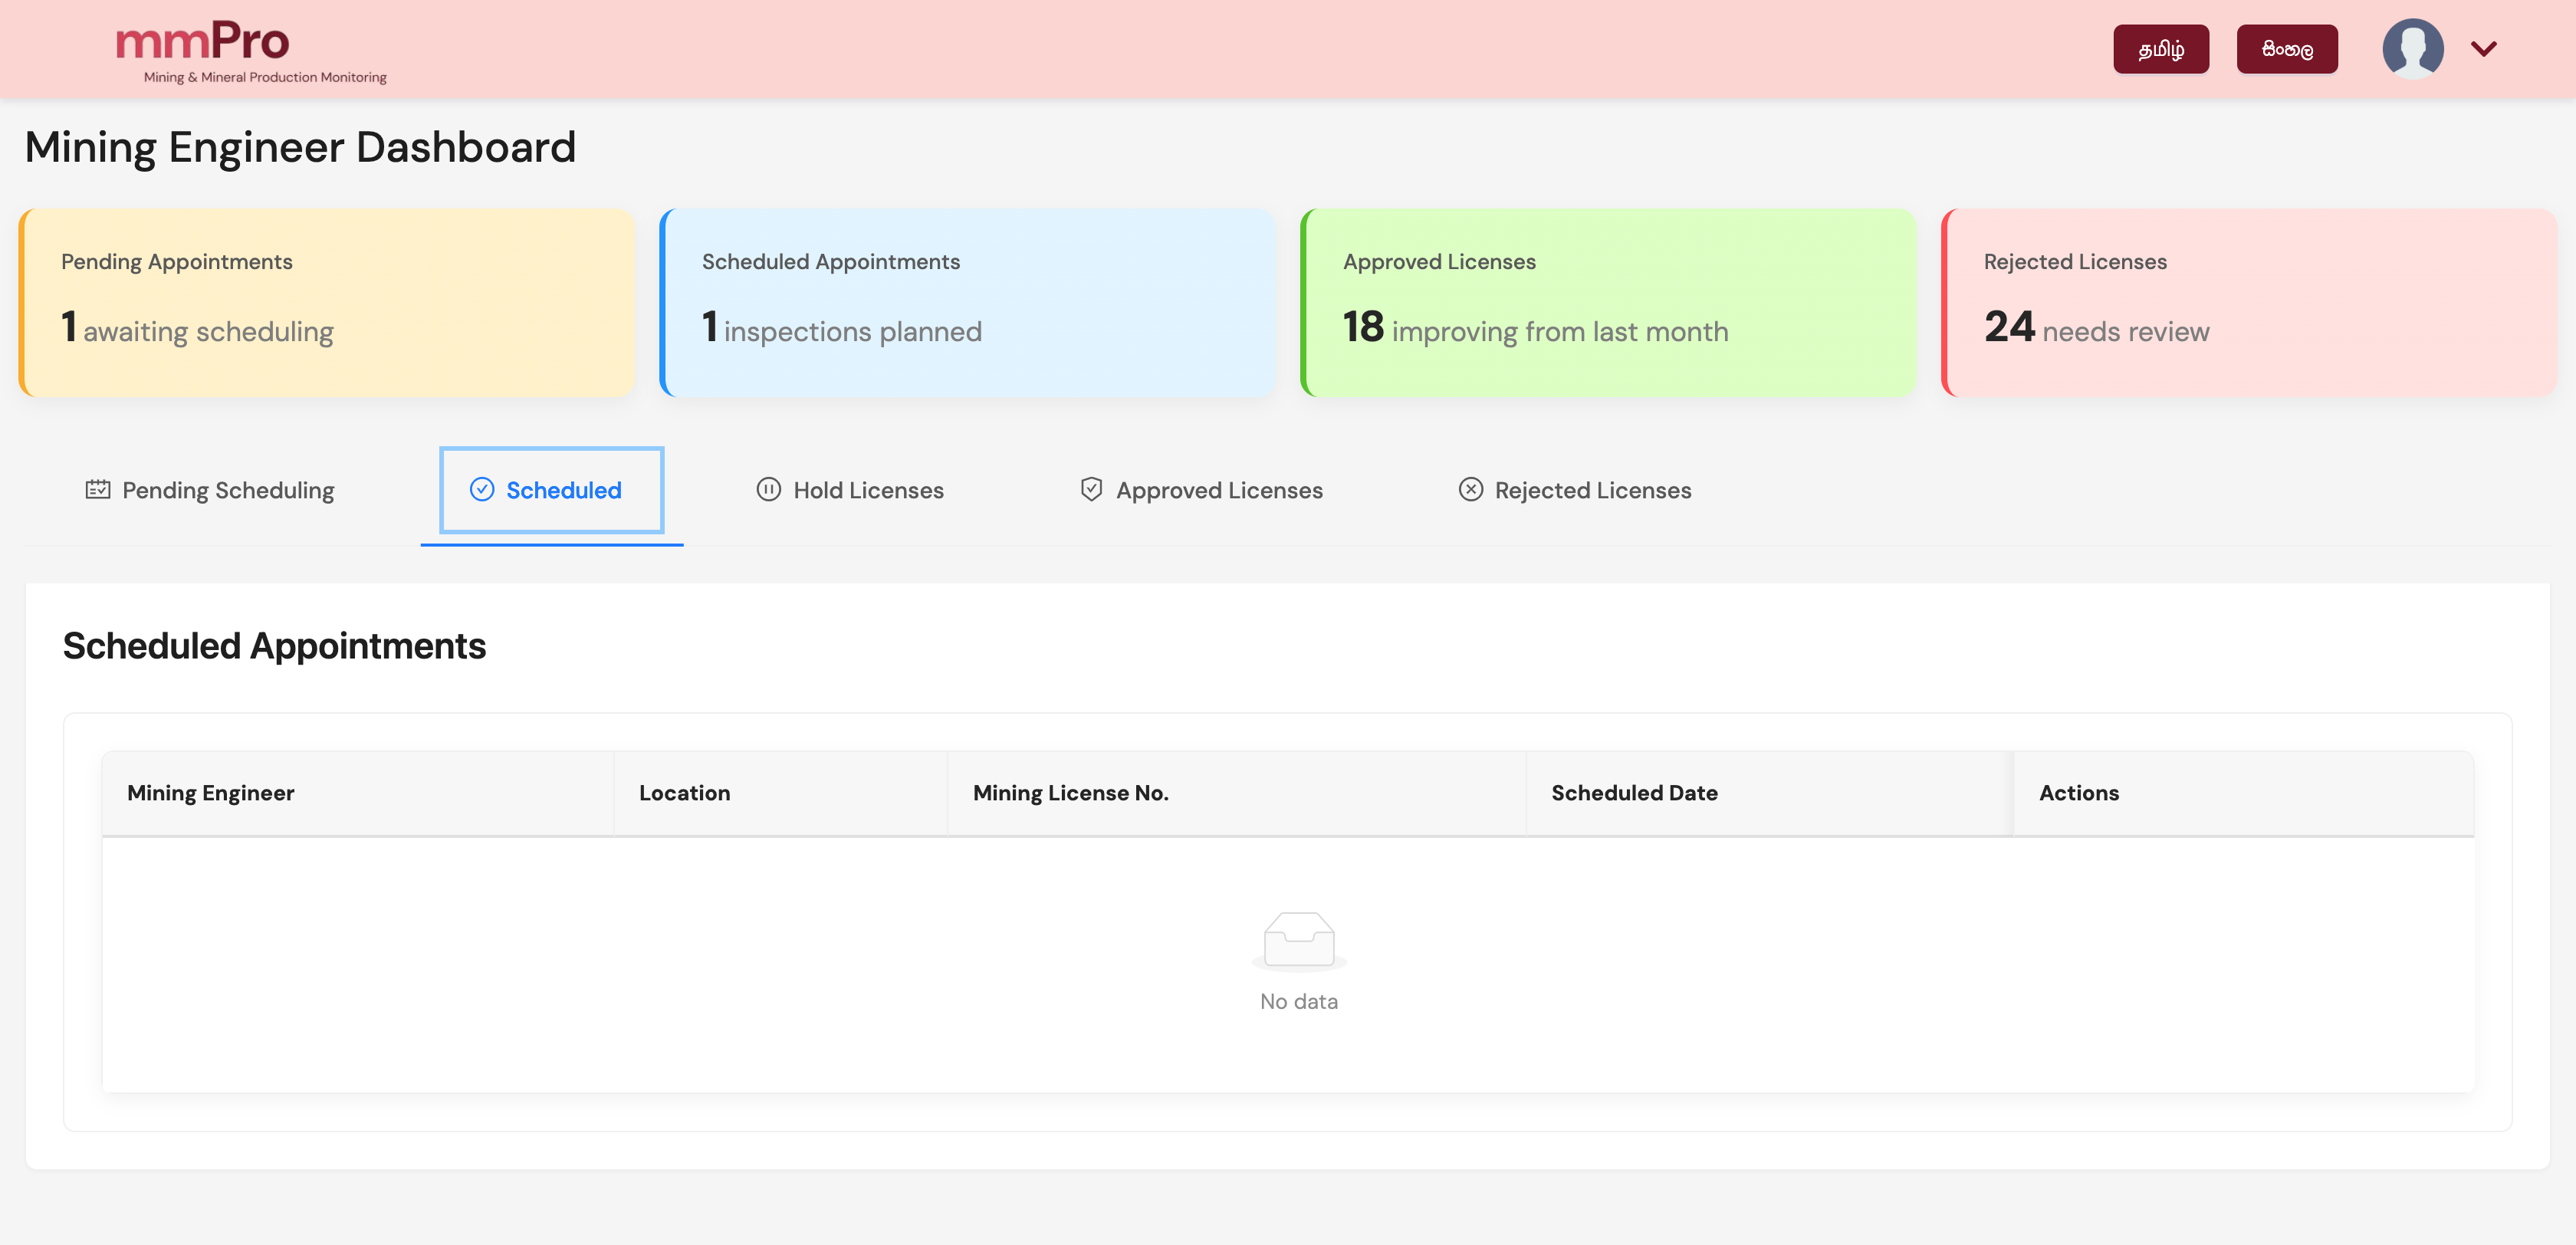 mmPro
Mining & Mineral Production Monitoring
தமிழ்
සිංහල
Mining Engineer Dashboard
Pending Appointments
1 awaiting scheduling
Scheduled Appointments
1 inspections planned
Approved Licenses
18 improving from last month
Rejected Licenses
24 needs review
Pending Scheduling
Scheduled
Hold Licenses
Approved Licenses
Rejected Licenses
Scheduled Appointments
Mining Engineer
Location
Mining License No.
Scheduled Date
Actions
No data